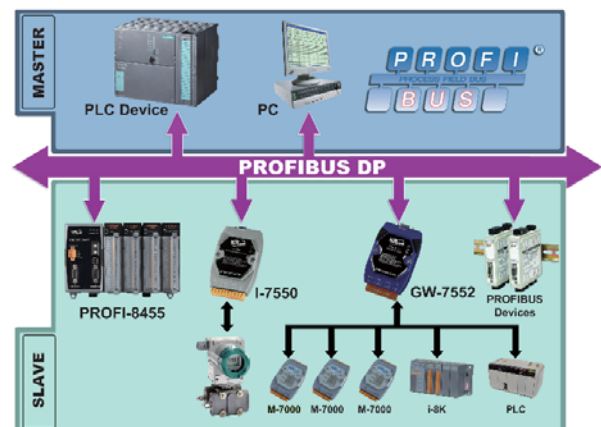 MASTER
PLC Device
PC
PROFI®
PROCESS FIELD BUS
BUS
PROFIBUS DP
SLAVE
PROFI-8455
I-7550
GW-7552
PROFIBUS
Devices
M-7000
M-7000
M-7000
i-8K
PLC